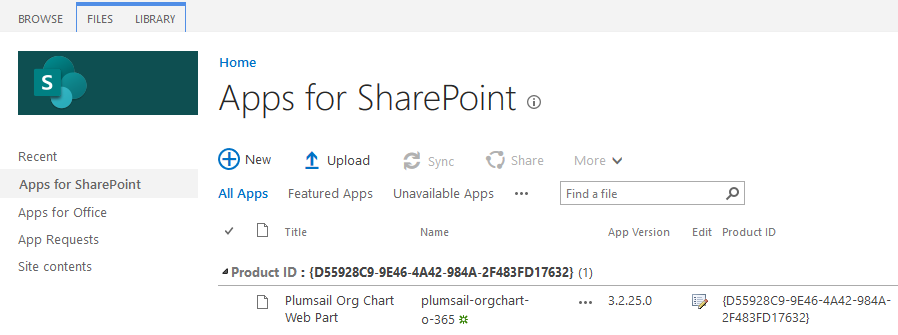 BROWSE FILES LIBRARY
S
Home
Apps for SharePoint
New Upload Sync Share More
Recent
Apps for SharePoint
All Apps Featured Apps Unavailable Apps ••• Find a file
Apps for Office
App Requests
Title Name App Version Edit Product ID
Site contents
Product ID : {D55928C9-9E46-4A42-984A-2F483FD17632} (1)
Plumsail Org Chart plumsail-orgchart- ••• 3.2.25.0 {D55928C9-9E46-4A42-984A-
Web Part o-365 2F483FD17632}